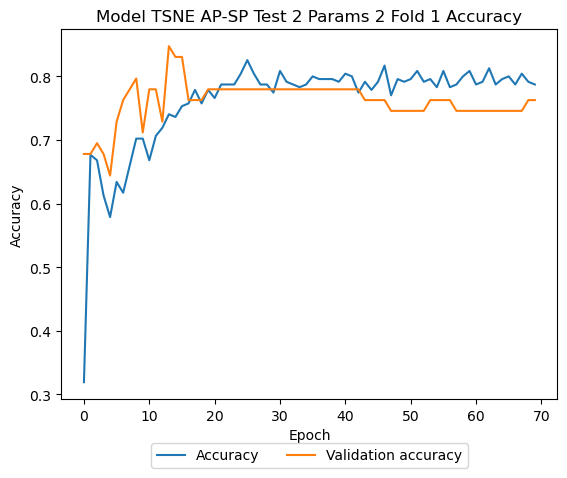 Model TSNE AP-SP Test 2 Params 2 Fold 1 Accuracy
0.8
0.7
0.6
0.5
0.4
0.3
Accuracy
0 10 20 30 40 50 60 70
Epoch
Accuracy Validation accuracy